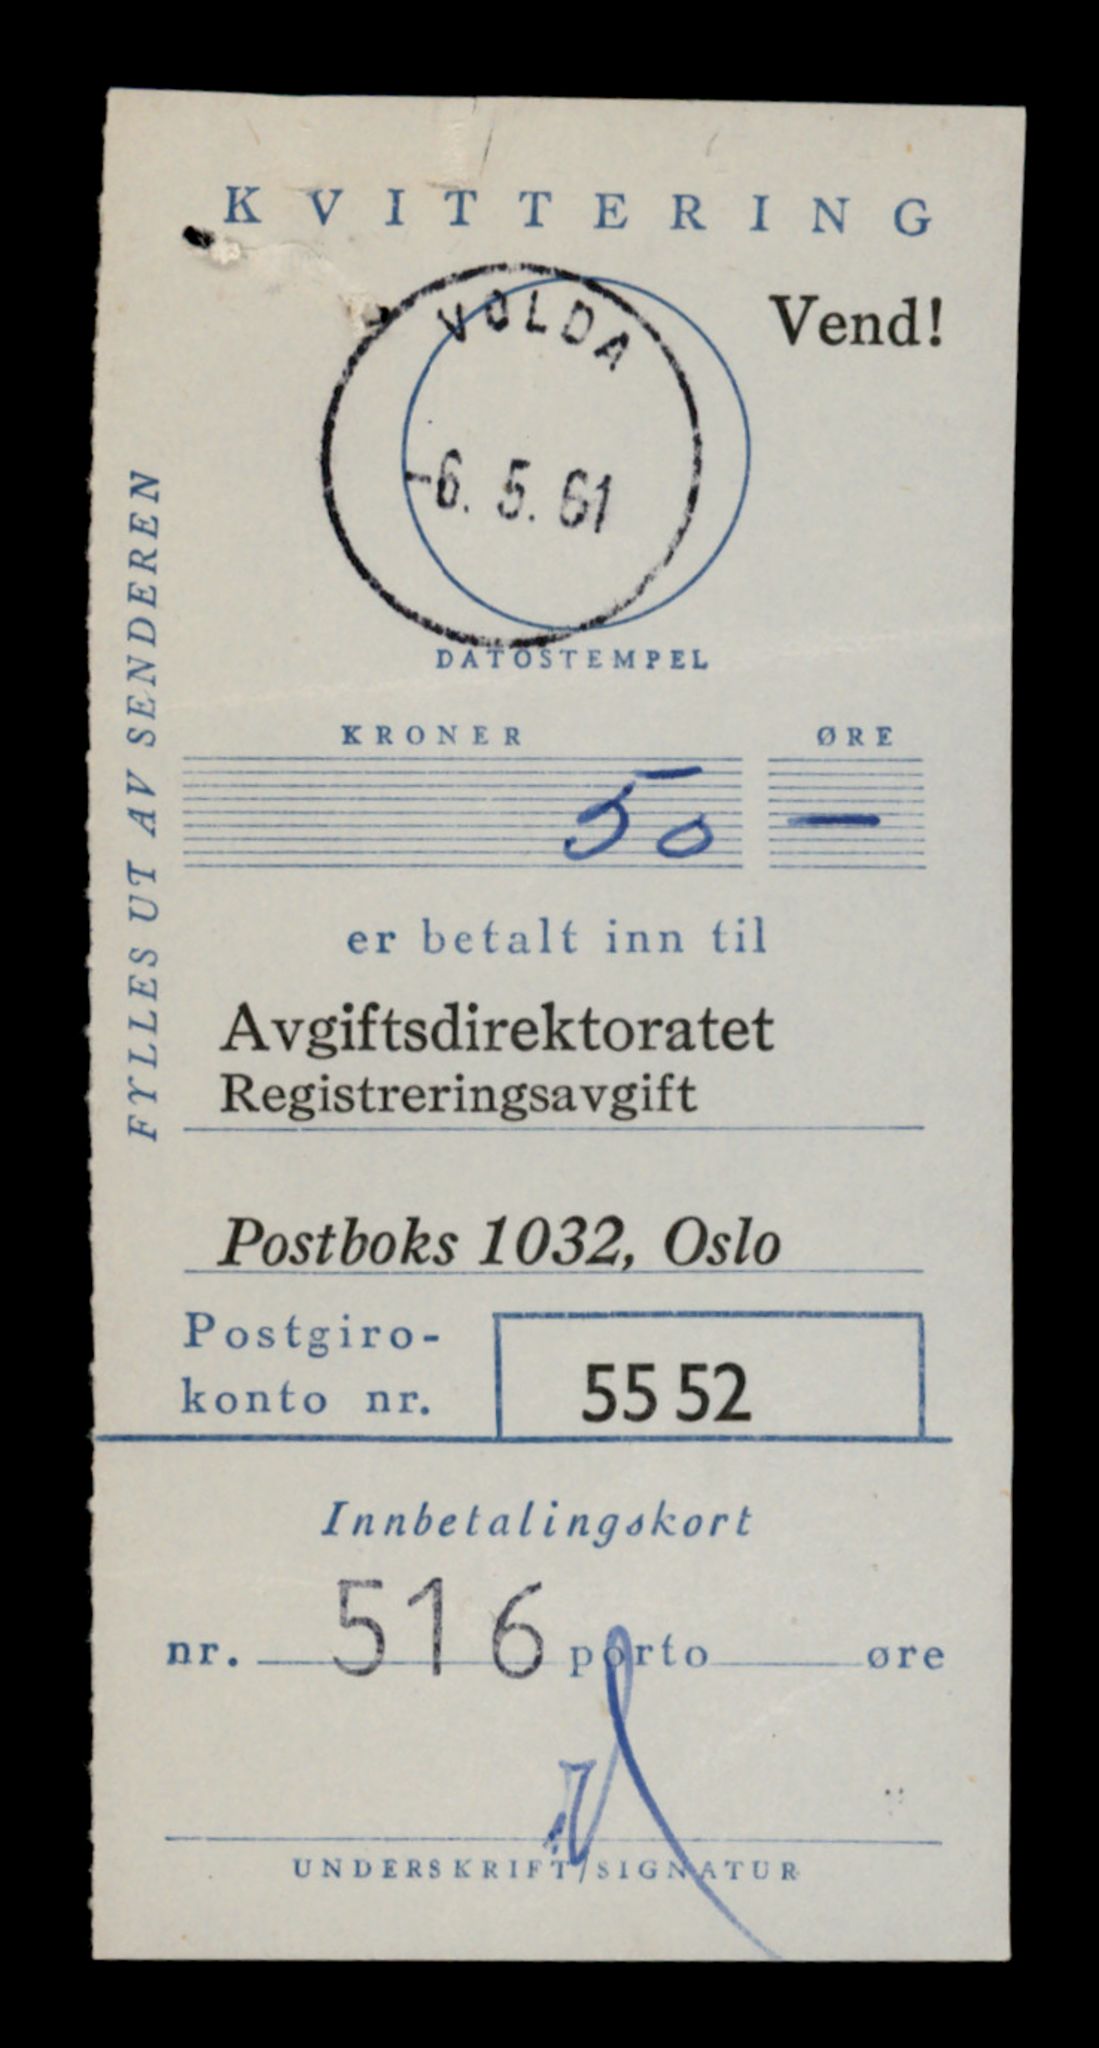 KVITTERING
Vend!
VOLDA
-6. 5. 61
DATOSTEMPEL
FYLLES UT AV SENDEREN
KRONER ØRE
50 —
er betalt inn til
Avgiftsdirektoratet
Registreringsavgift
Postboks 1032, Oslo
Postgiro-
konto nr. 55 52
Innbetalingskort
nr. 516 porto øre
UNDERSKRIFT/SIGNATUR